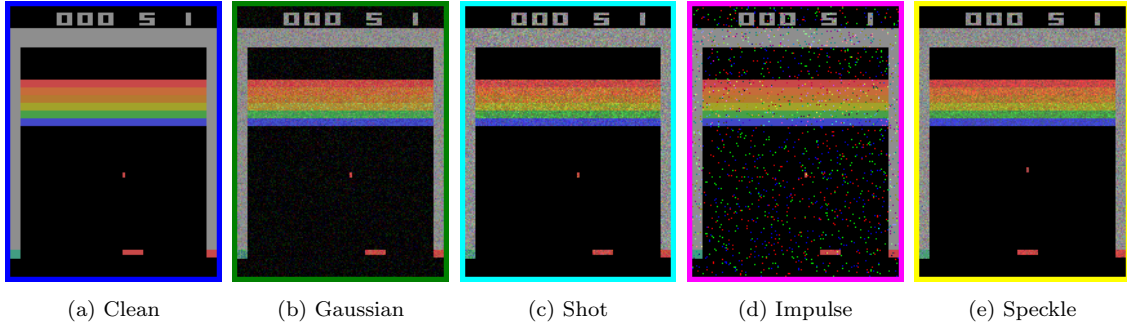 000 5 1
000 5 1
000 5 1
000 5 1
000 5 1
(a) Clean
(b) Gaussian
(c) Shot
(d) Impulse
(e) Speckle